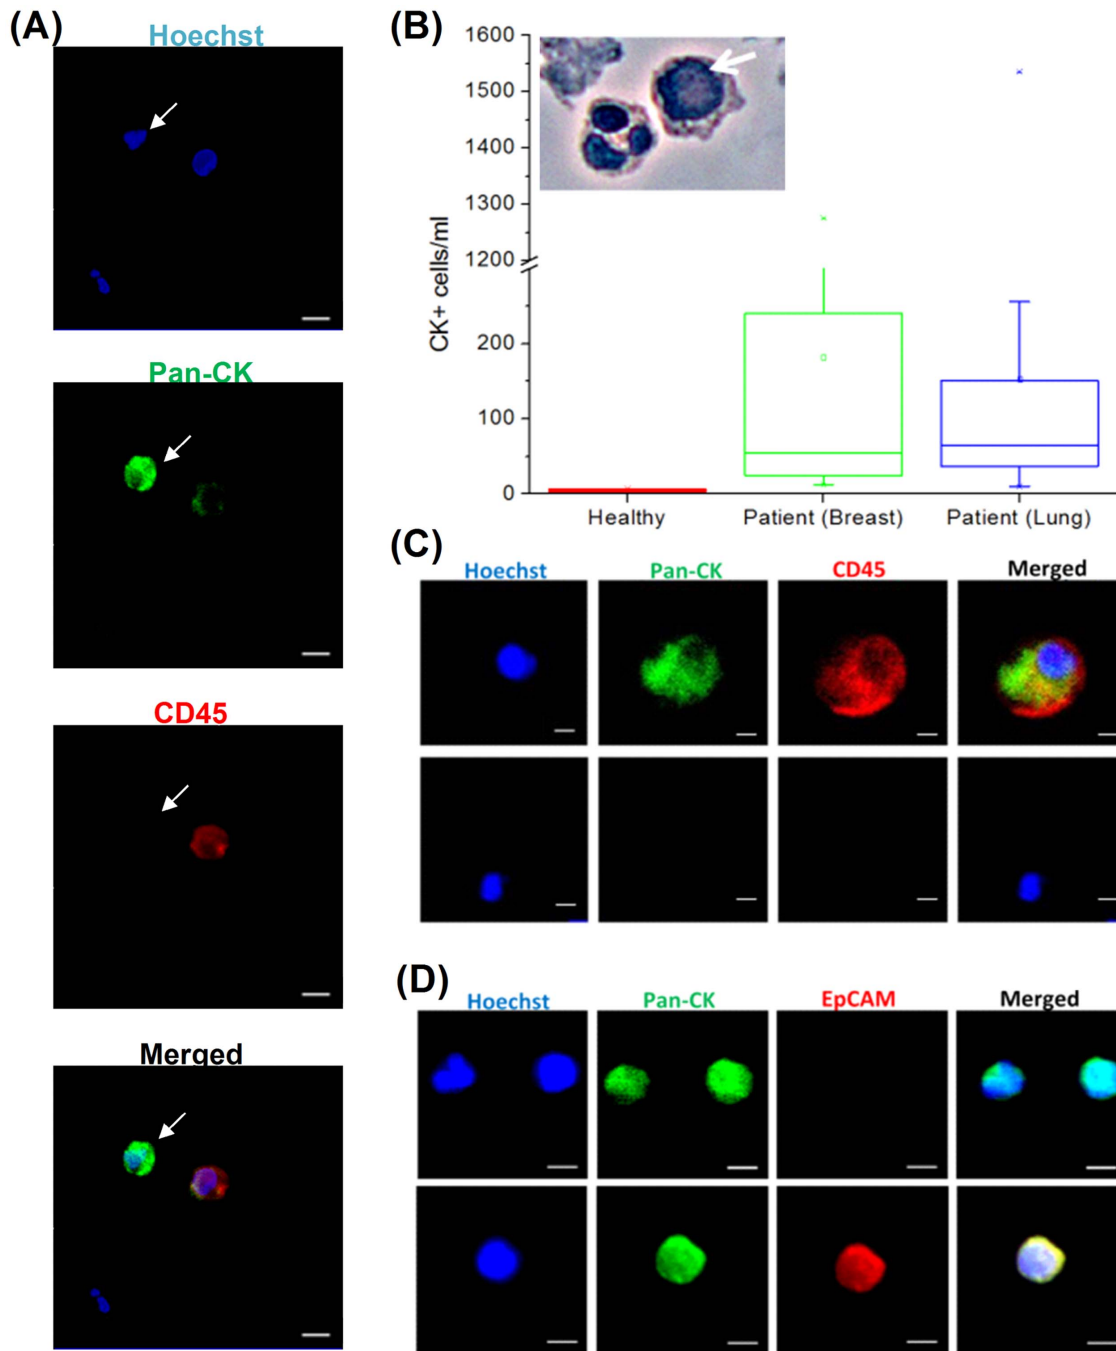 (A)
Hoechst
Pan-CK
CD45
Merged
(B)
1600
1500
1400
1300
1200
200
100
0
CK+ cells/ml
Healthy
Patient (Breast)
Patient (Lung)
(C)
Hoechst
Pan-CK
CD45
Merged
(D)
Hoechst
Pan-CK
EpCAM
Merged